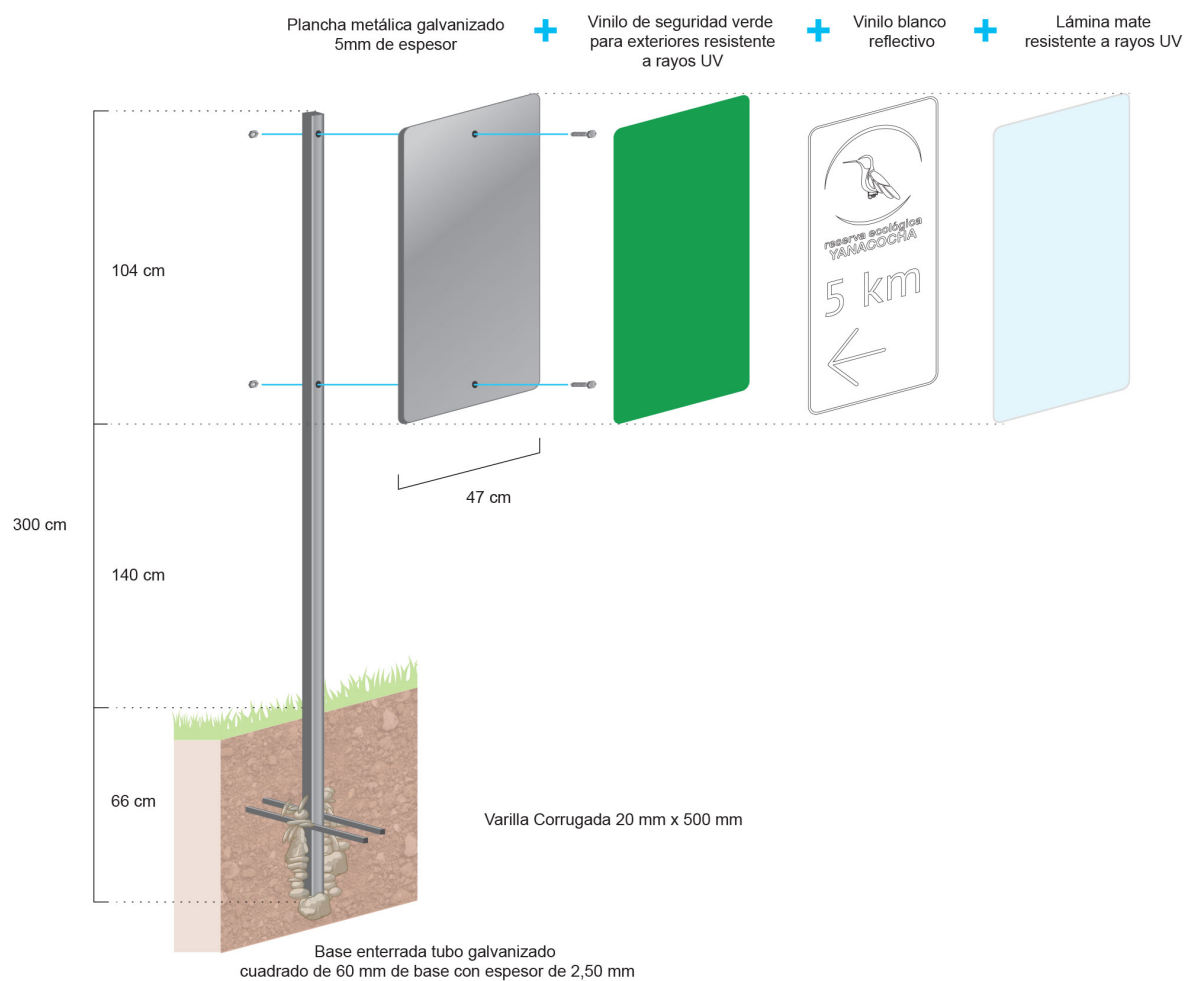 Plancha metálica galvanizado
5mm de espesor
Vinilo de seguridad verde
para exteriores resistente
a rayos UV
Vinilo blanco
reflectivo
Lámina mate
resistente a rayos UV
reserva ecológica
YANACOCHA
5 km
104 cm
47 cm
300 cm
140 cm
66 cm
Varilla Corrugada 20 mm x 500 mm
Base enterrada tubo galvanizado
cuadrado de 60 mm de base con espesor de 2,50 mm